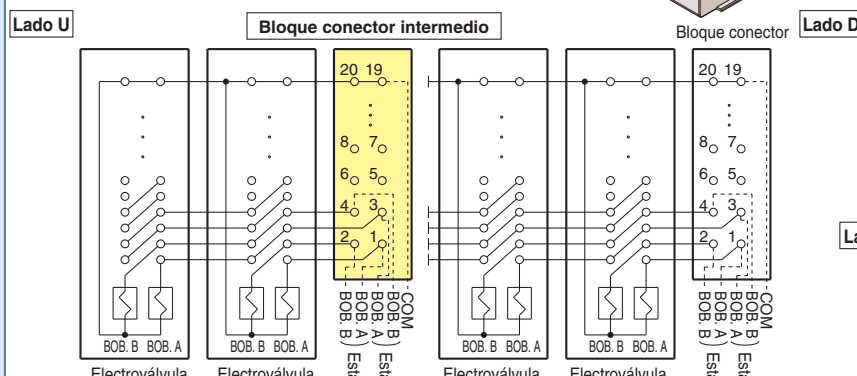 Lado U
Bloque conector intermedio
Bloque conector
Lado D
20 19
8 7
6 5
4 3
2 1
20 19
8 7
6 5
4 3
2 1
BOB. B
BOB. A
BOB. A
BOB. B
COM
BOB. B
BOB. A
BOB. A
BOB. B
COM
BOB. B BOB. A
BOB. B BOB. A
BOB. B BOB. A
BOB. B BOB. A
Electroválvula
Electroválvula
Electroválvula
Electroválvula